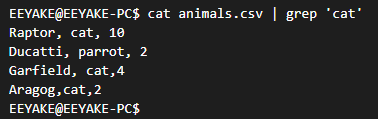 EEYAKE@EEYAKE-PC$ cat animals.csv | grep 'cat'
Raptor, cat, 10
Ducatti, parrot, 2
Garfield, cat,4
Aragog,cat,2
EEYAKE@EEYAKE-PC$